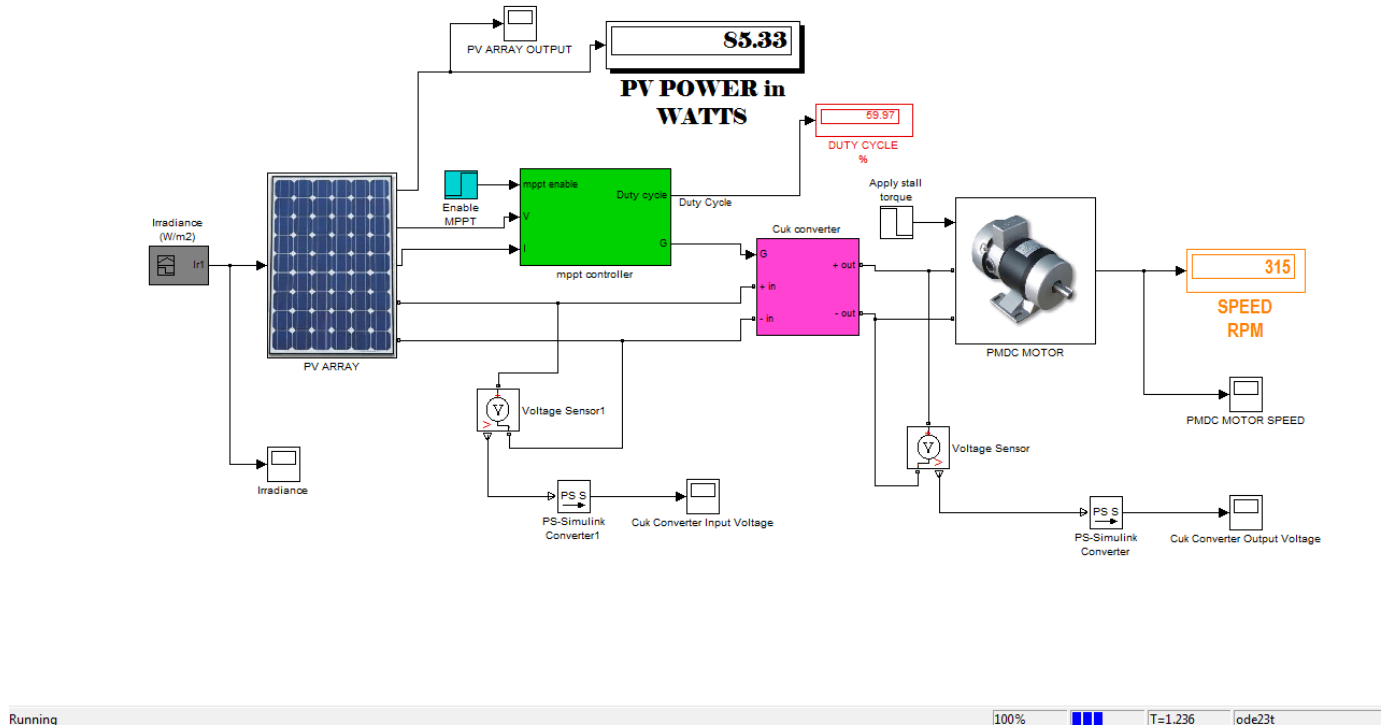 PV ARRAY OUTPUT
85.33
PV POWER in
WATTS
59.97
DUTY CYCLE
%
mppt enable
V
I
Duty cycle
G
mppt controller
Enable
MPPT
Duty Cycle
Irradiance
(W/m2)
Ir1
PV ARRAY
Cuk converter
G
+ in
- in
+ out
- out
Apply stall
torque
PMDC MOTOR
315
SPEED
RPM
PMDC MOTOR SPEED
V
Voltage Sensor1
V
Voltage Sensor
Irradiance
PS S
PS-Simulink
Converter1
Cuk Converter Input Voltage
PS S
PS-Simulink
Converter
Cuk Converter Output Voltage
Running
100%
T=1.236
ode23t